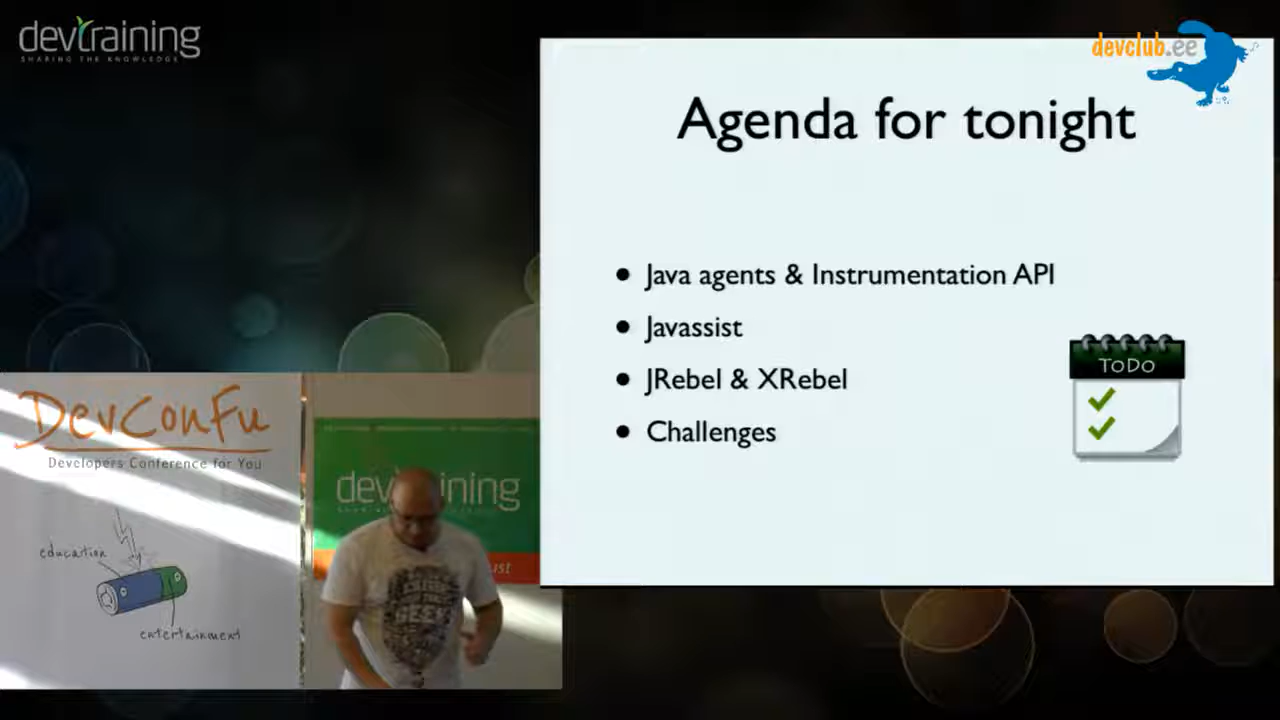 devtraining
SHARING THE KNOWLEDGE
devclub.ee
Agenda for tonight
• Java agents & Instrumentation API
• Javassist
• JRebel & XRebel
• Challenges
ToDo
DevConFu
Developers Conference for You
education
entertainment